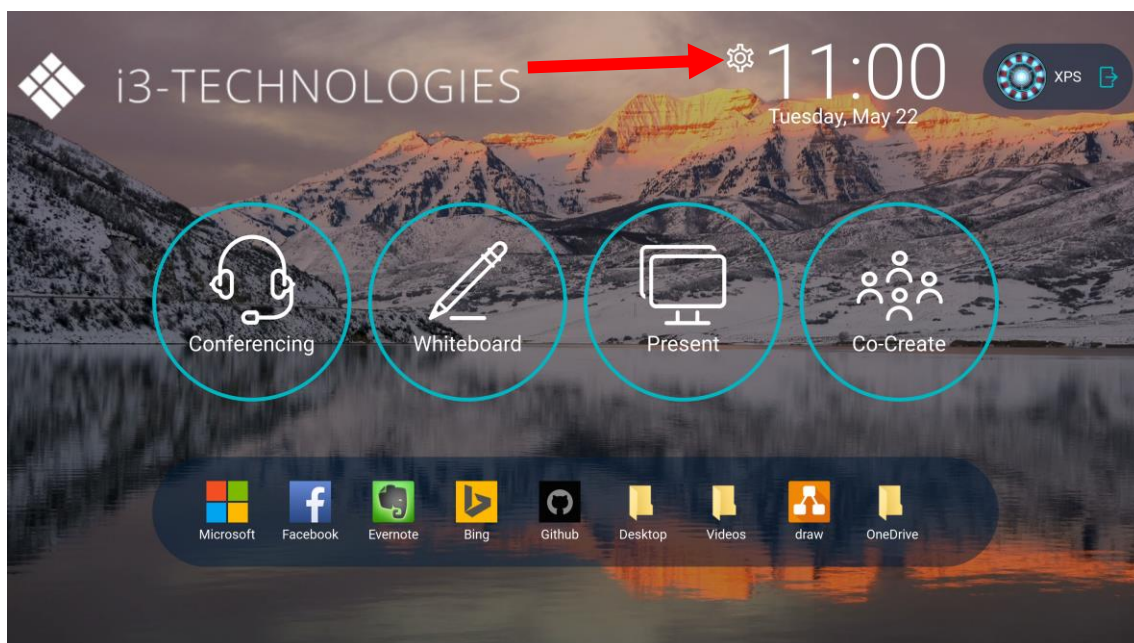 i3-TECHNOLOGIES
11:00
Tuesday, May 22
XPS
Conferencing
Whiteboard
Present
Co-Create
Microsoft
Facebook
Evernote
Bing
Github
Desktop
Videos
draw
OneDrive